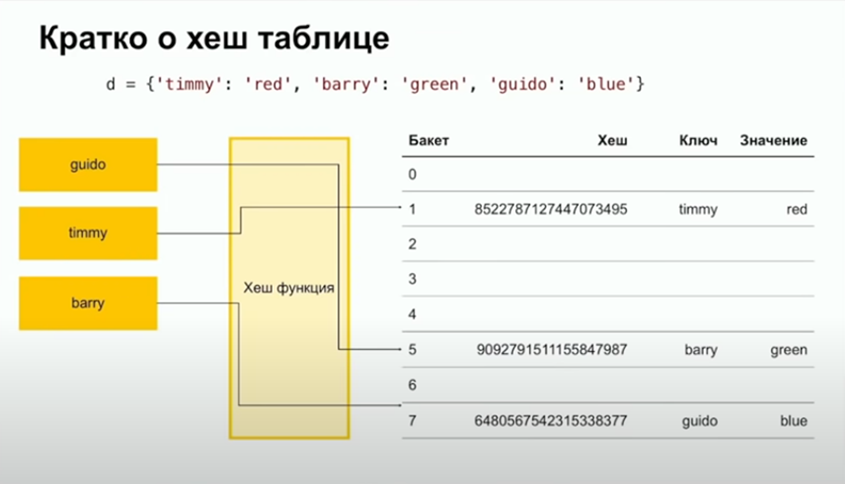 Кратко о хеш таблице
d = {'timmy': 'red', 'barry': 'green', 'guido': 'blue'}
guido
timmy
barry
Хеш функция
Бакет Хеш Ключ Значение
0
1 8522787127447073495 timmy red
2
3
4
5 9092791511155847987 barry green
6
7 6480567542315338377 guido blue